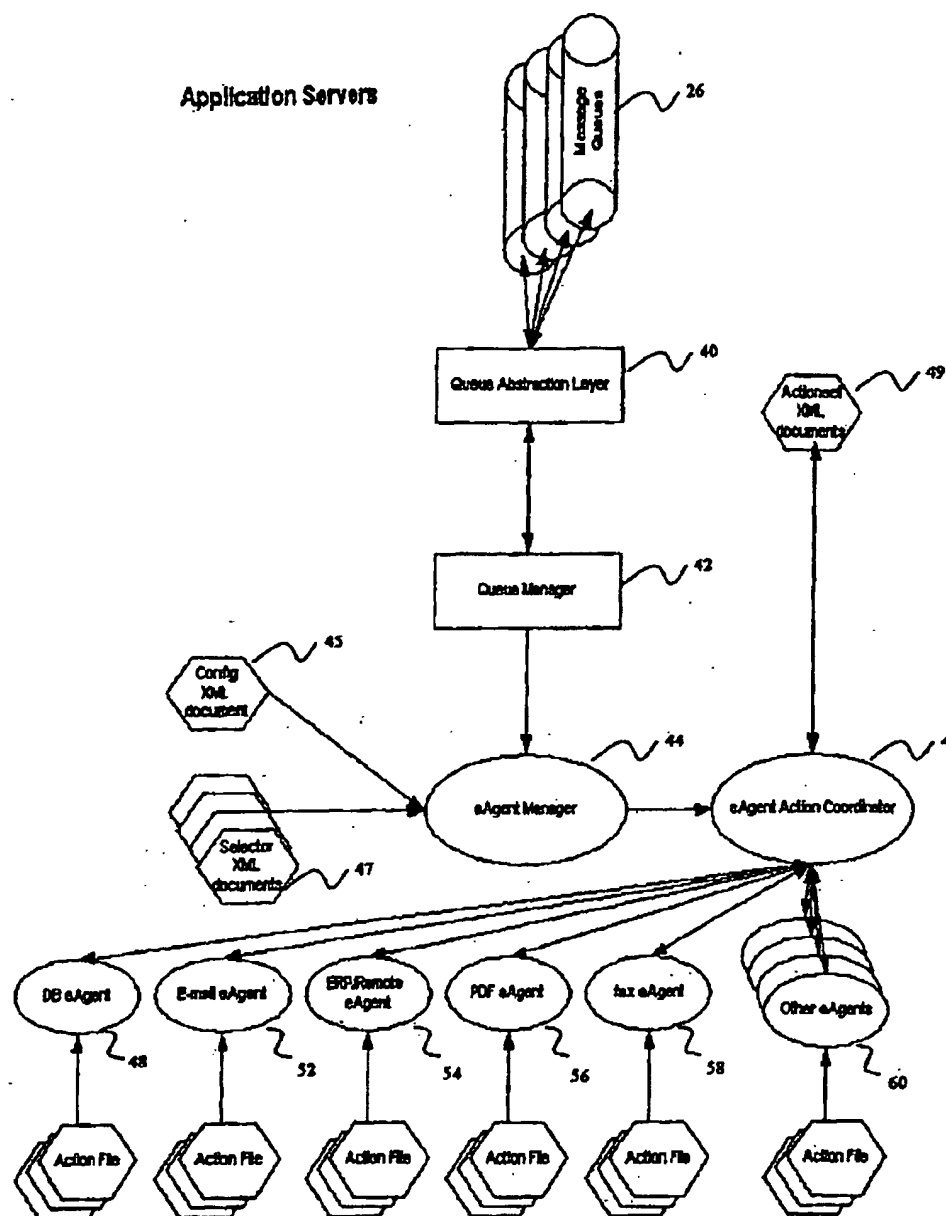 Application Servers
26
Message
Queues
40
Queue Abstraction Layer
49
Actionset
XML
documents
42
Queue Manager
45
Config
XML
document
44
4
eAgent Manager
eAgent Action Coordinator
Selector
XML
documents
47
DB eAgent
E-mail eAgent
ERP/Remote
eAgent
PDF eAgent
fax eAgent
Other eAgents
48
52
54
56
58
60
Action File
Action File
Action File
Action File
Action File
Action File